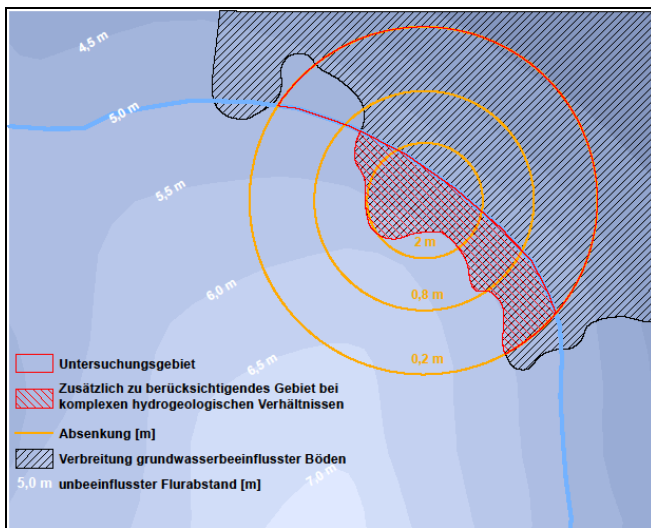 4,5 m
5,0 m
5,5 m
6,0 m
2 m
0,8 m
6,5 m
0,2 m
Untersuchungsgebiet
Zusätzlich zu berücksichtigendes Gebiet bei
komplexen hydrogeologischen Verhältnissen
Absenkung [m]
Verbreitung grundwasserbeeinflusster Böden
5,0 m unbeeinflusster Flurabstand [m]
7,0 m